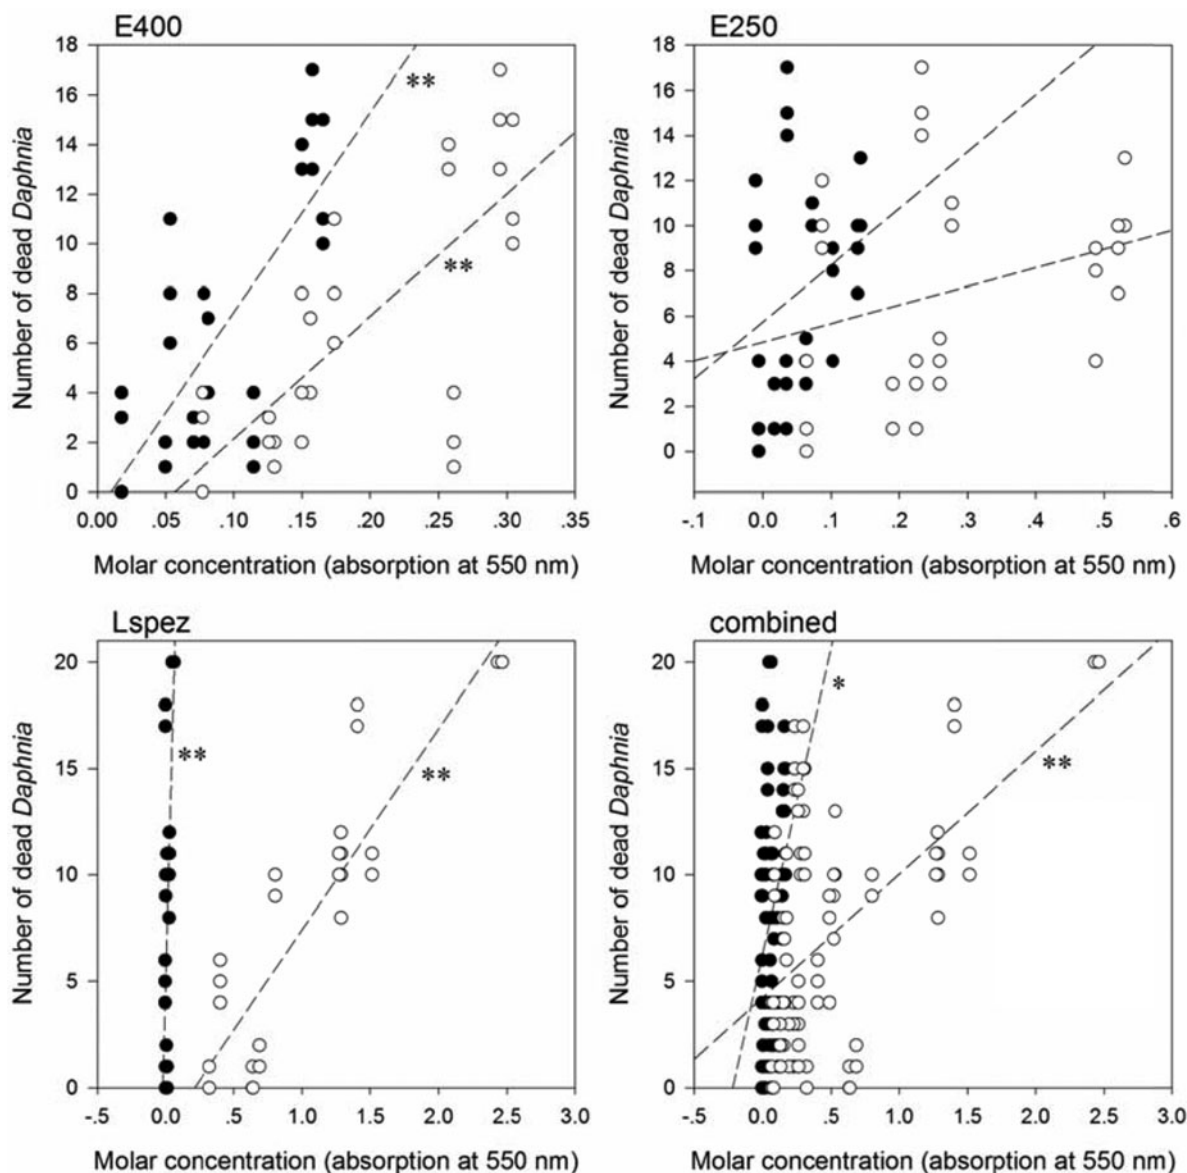 E400
18
16
14
12
10
8
6
4
2
0
Number of dead Daphnia
**
**
0.00 .05 .10 .15 .20 .25 .30 .35
Molar concentration (absorption at 550 nm)
E250
18
16
14
12
10
8
6
4
2
0
Number of dead Daphnia
-.1 0.0 .1 .2 .3 .4 .5 .6
Molar concentration (absorption at 550 nm)
Lspez
20
15
10
5
0
Number of dead Daphnia
**
**
-.5 0.0 .5 1.0 1.5 2.0 2.5 3.0
Molar concentration (absorption at 550 nm)
combined
20
15
10
5
0
Number of dead Daphnia
*
**
-.5 0.0 .5 1.0 1.5 2.0 2.5 3.0
Molar concentration (absorption at 550 nm)